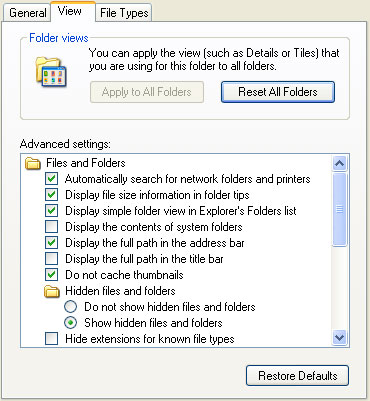 General View File Types
Folder views
You can apply the view (such as Details or Tiles) that
you are using for this folder to all folders.
Apply to All Folders Reset All Folders
Advanced settings:
Files and Folders
Automatically search for network folders and printers
Display file size information in folder tips
Display simple folder view in Explorer's Folders list
Display the contents of system folders
Display the full path in the address bar
Display the full path in the title bar
Do not cache thumbnails
Hidden files and folders
Do not show hidden files and folders
Show hidden files and folders
Hide extensions for known file types
Restore Defaults